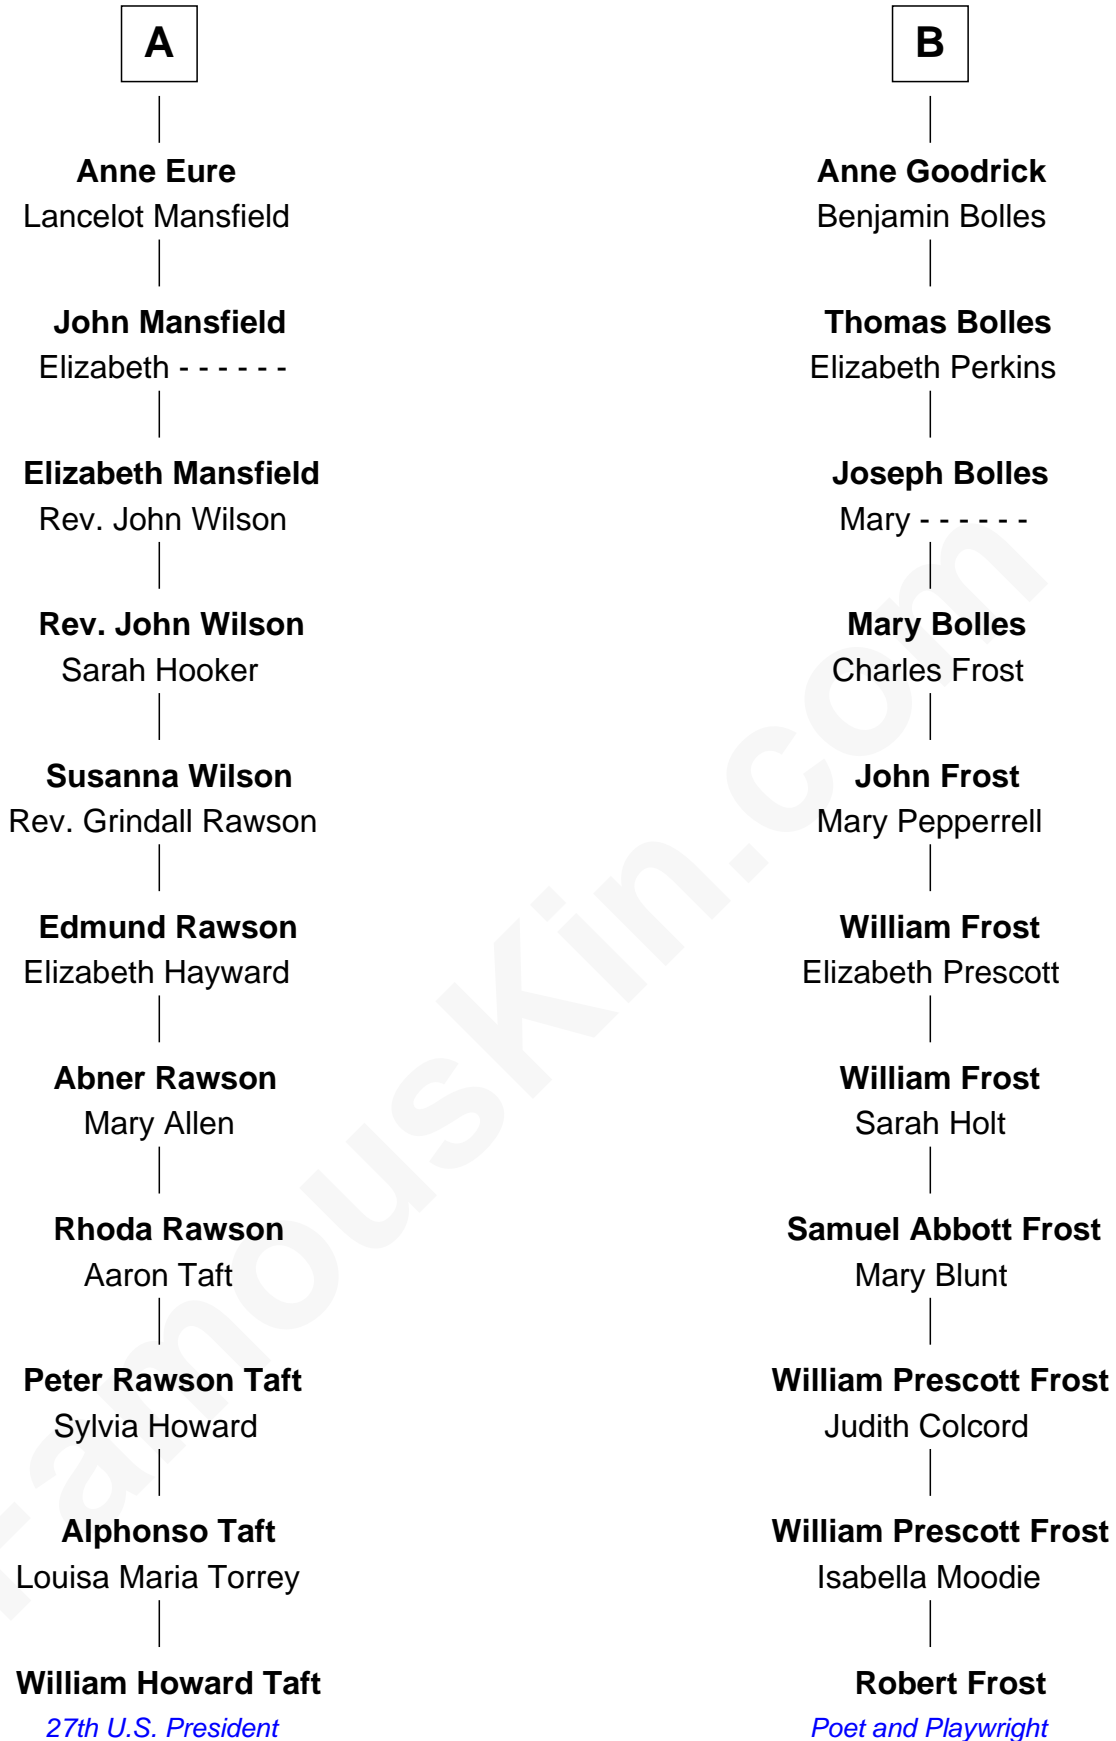 A
Anne Eure
Lancelot Mansfield
John Mansfield
Elizabeth - - - - - -
Elizabeth Mansfield
Rev. John Wilson
Rev. John Wilson
Sarah Hooker
Susanna Wilson
Rev. Grindall Rawson
Edmund Rawson
Elizabeth Hayward
Abner Rawson
Mary Allen
Rhoda Rawson
Aaron Taft
Peter Rawson Taft
Sylvia Howard
Alphonso Taft
Louisa Maria Torrey
William Howard Taft
27th U.S. President
B
Anne Goodrick
Benjamin Bolles
Thomas Bolles
Elizabeth Perkins
Joseph Bolles
Mary - - - - - -
Mary Bolles
Charles Frost
John Frost
Mary Pepperrell
William Frost
Elizabeth Prescott
William Frost
Sarah Holt
Samuel Abbott Frost
Mary Blunt
William Prescott Frost
Judith Colcord
William Prescott Frost
Isabella Moodie
Robert Frost
Poet and Playwright
FamousKin.com